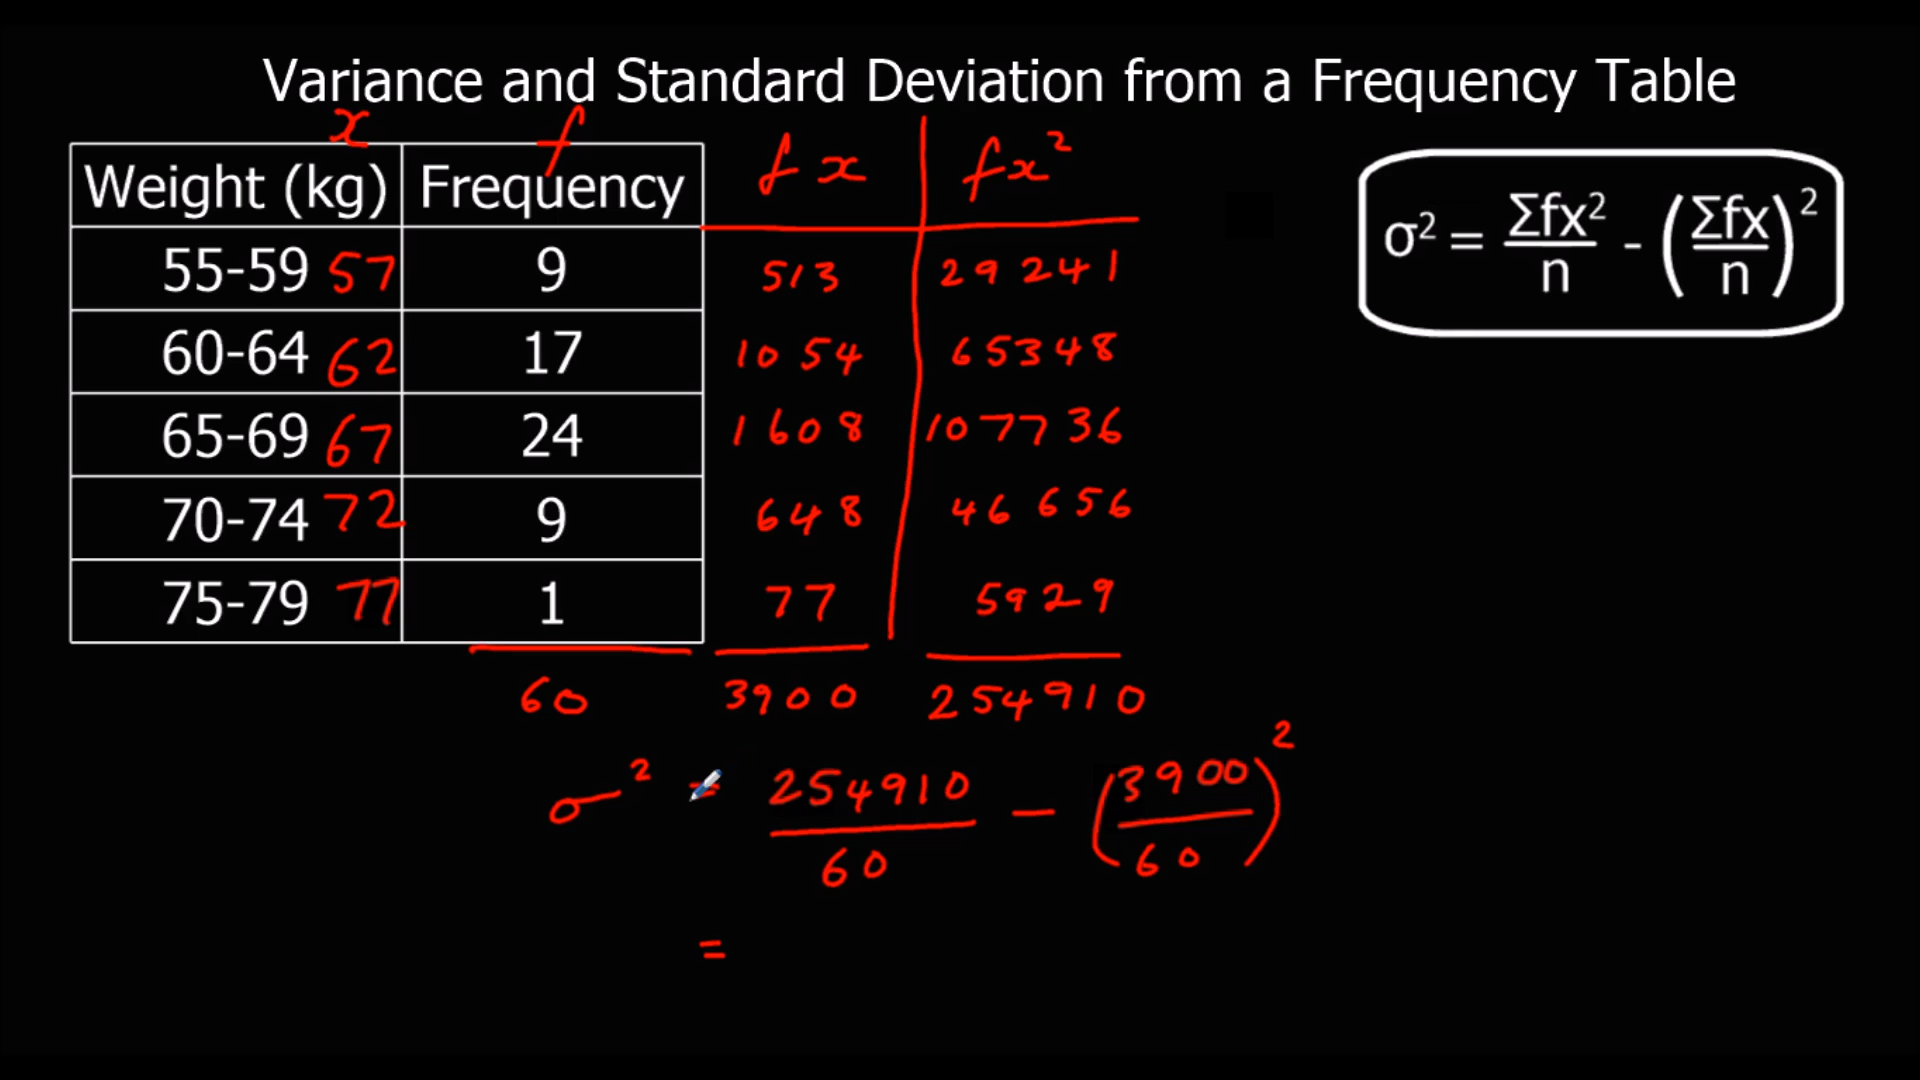 Variance and Standard Deviation from a Frequency Table
x f
Weight (kg) Frequency fx fx²
55-59 57 9 513 29241
60-64 62 17 1054 65348
65-69 67 24 1608 107736
70-74 72 9 648 46656
75-79 77 1 77 5929
60 3900 254910
σ² = Σfx²/n - (Σfx/n)²
σ² = 254910/60 - (3900/60)²
=